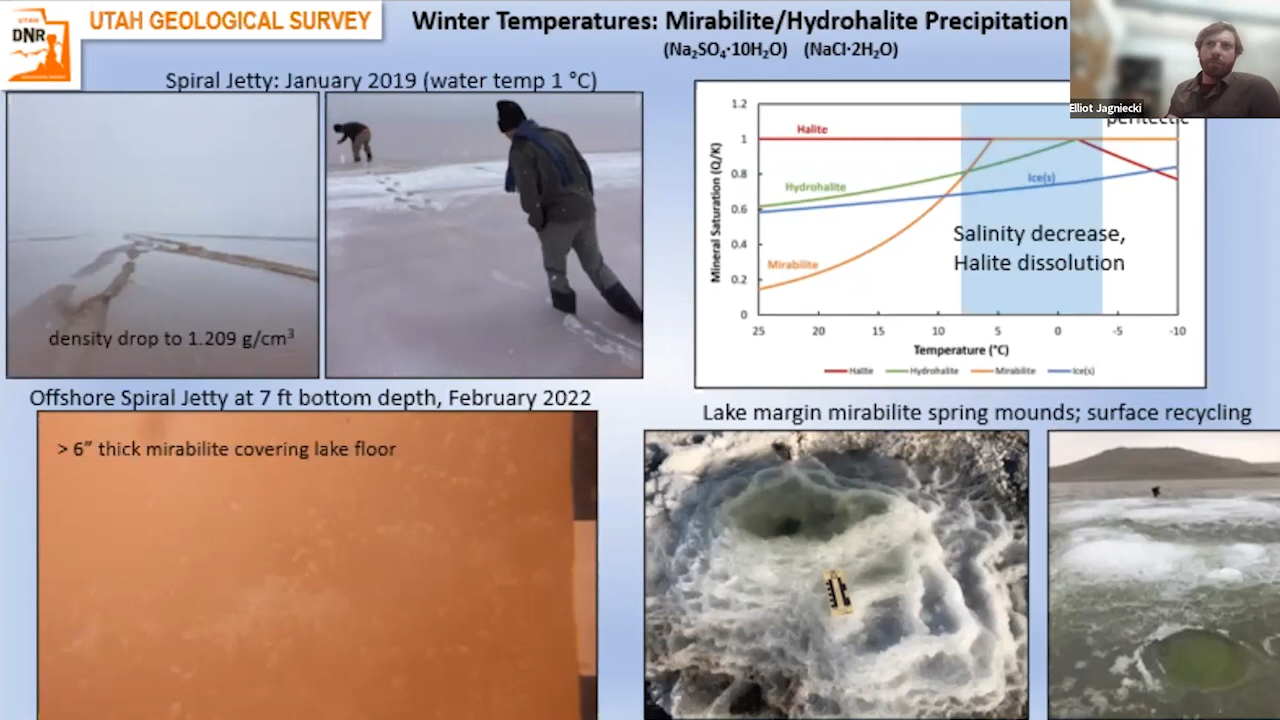 UTAH
DNR
UTAH GEOLOGICAL SURVEY
Winter Temperatures: Mirabilite/Hydrohalite Precipitation
(Na₂SO₄·10H₂O) (NaCl·2H₂O)
Elliot Jagniecki
Spiral Jetty: January 2019 (water temp 1 °C)
density drop to 1.209 g/cm³
peritectic
1.2
1
0.8
0.6
0.4
0.2
0
Mineral Saturation (Q/K)
Halite
Hydrohalite
Ice(s)
Mirabilite
Salinity decrease,
Halite dissolution
25 20 15 10 5 0 -5 -10
Temperature (°C)
Halite Hydrohalite Mirabilite Ice(s)
Offshore Spiral Jetty at 7 ft bottom depth, February 2022
> 6” thick mirabilite covering lake floor
Lake margin mirabilite spring mounds; surface recycling